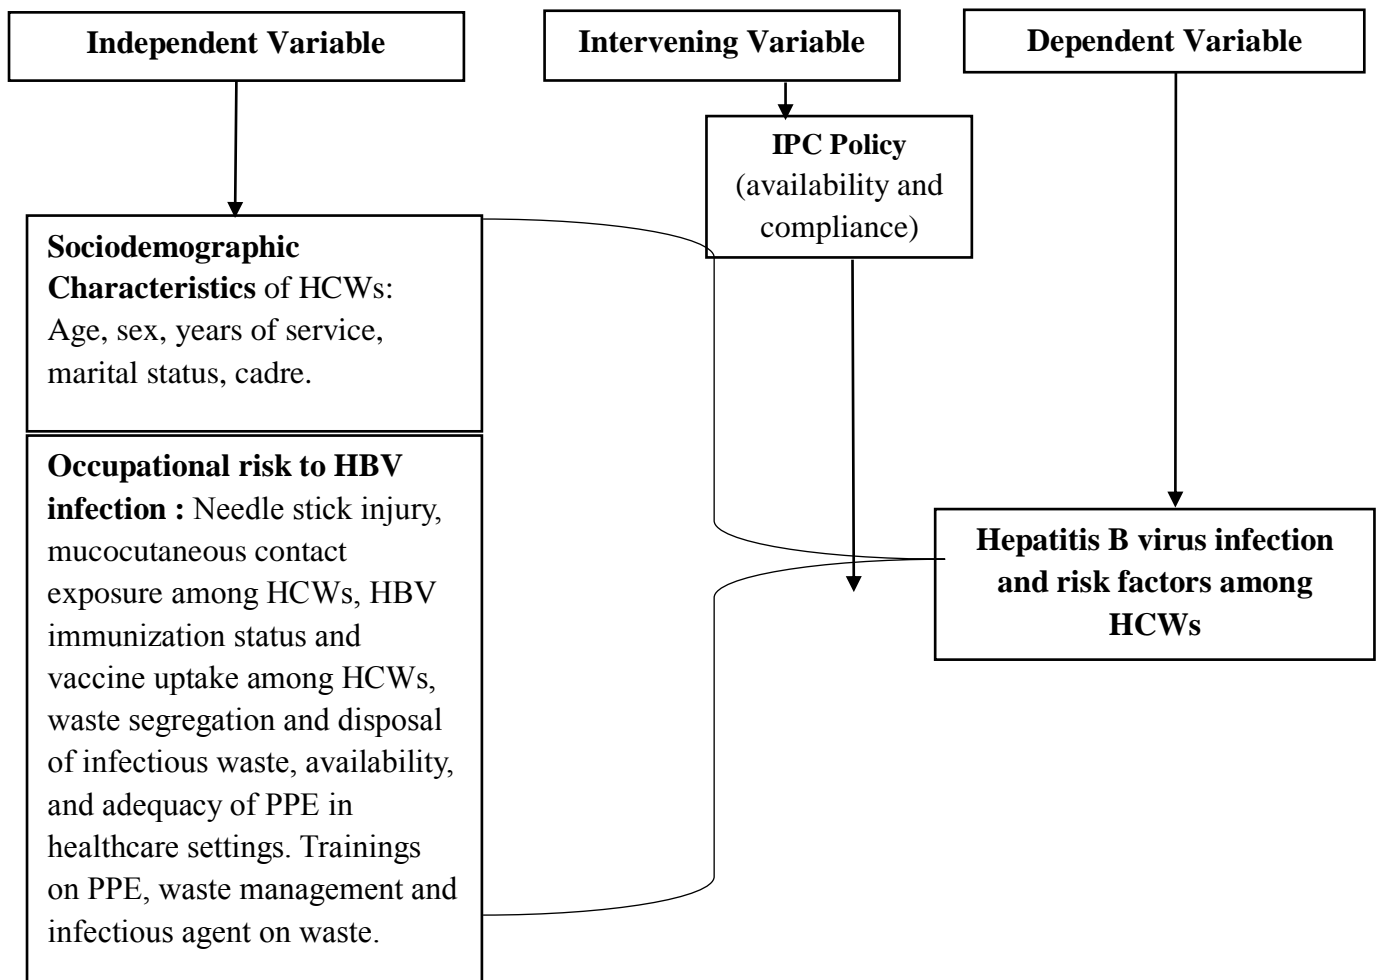 Independent Variable
Intervening Variable
Dependent Variable
IPC Policy
(availability and
compliance)
Sociodemographic
Characteristics of HCWs:
Age, sex, years of service,
marital status, cadre.
Occupational risk to HBV
infection : Needle stick injury,
mucocutaneous contact
exposure among HCWs, HBV
immunization status and
vaccine uptake among HCWs,
waste segregation and disposal
of infectious waste, availability,
and adequacy of PPE in
healthcare settings. Trainings
on PPE, waste management and
infectious agent on waste.
Hepatitis B virus infection
and risk factors among
HCWs